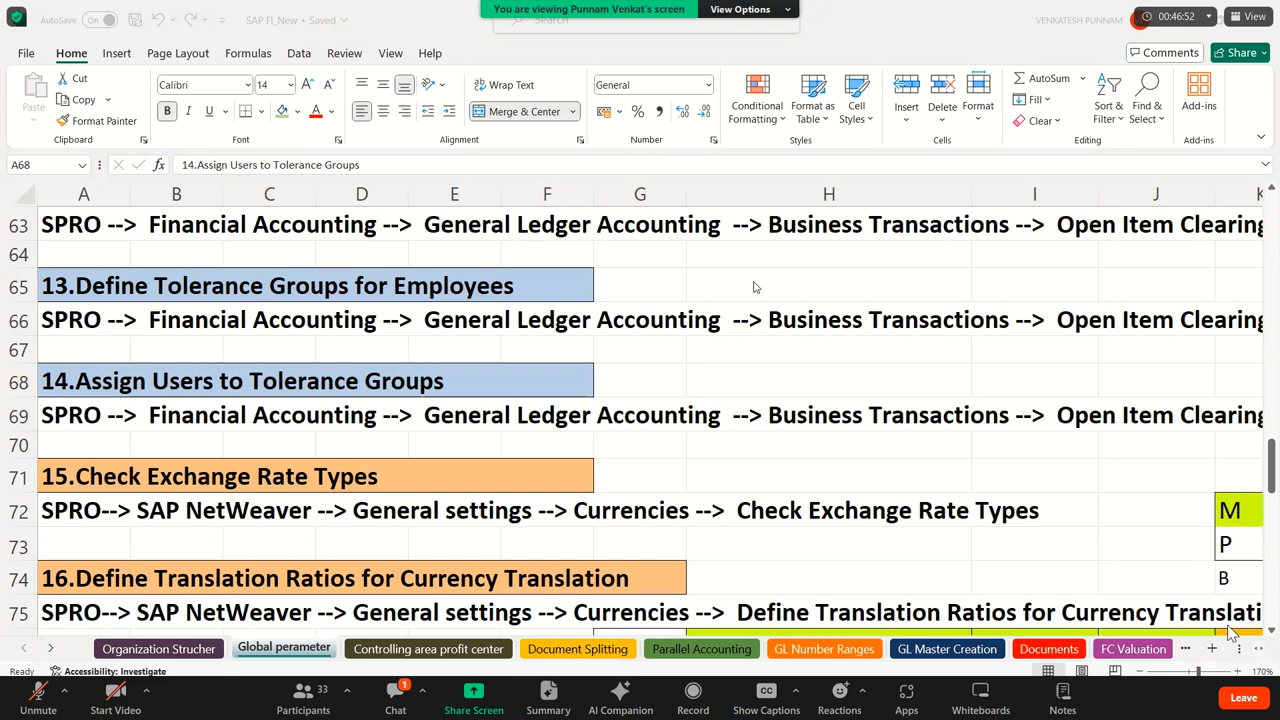 You are viewing Punnam Venkat's screen
View Options
AutoSave
Off
SAP FI_New • Saved
Search
VENKATESH PUNNAM
00:46:52
View
File
Home
Insert
Page Layout
Formulas
Data
Review
View
Help
Comments
Share
Paste
Cut
Copy
Format Painter
Clipboard
Calibri
14
B I U
Font
Wrap Text
Merge & Center
Alignment
General
Number
Conditional Formatting
Format as Table
Cell Styles
Styles
Insert
Delete
Format
Cells
AutoSum
Fill
Clear
Sort & Filter
Find & Select
Editing
Add-ins
Add-ins
A68
fx
14.Assign Users to Tolerance Groups
A B C D E F G H I J K
63 SPRO --> Financial Accounting --> General Ledger Accounting --> Business Transactions --> Open Item Clearing
64
65 13.Define Tolerance Groups for Employees
66 SPRO --> Financial Accounting --> General Ledger Accounting --> Business Transactions --> Open Item Clearing
67
68 14.Assign Users to Tolerance Groups
69 SPRO --> Financial Accounting --> General Ledger Accounting --> Business Transactions --> Open Item Clearing
70
71 15.Check Exchange Rate Types
72 SPRO--> SAP NetWeaver --> General settings --> Currencies --> Check Exchange Rate Types M
73 P
74 16.Define Translation Ratios for Currency Translation B
75 SPRO--> SAP NetWeaver --> General settings --> Currencies --> Define Translation Ratios for Currency Translati
Organization Strucher
Global perameter
Controlling area profit center
Document Splitting
Parallel Accounting
GL Number Ranges
GL Master Creation
Documents
FC Valuation
Ready
Accessibility: Investigate
170%
Unmute
Start Video
33
Participants
1
Chat
Share Screen
Summary
AI Companion
Record
CC
Show Captions
Reactions
Apps
Whiteboards
Notes
Leave